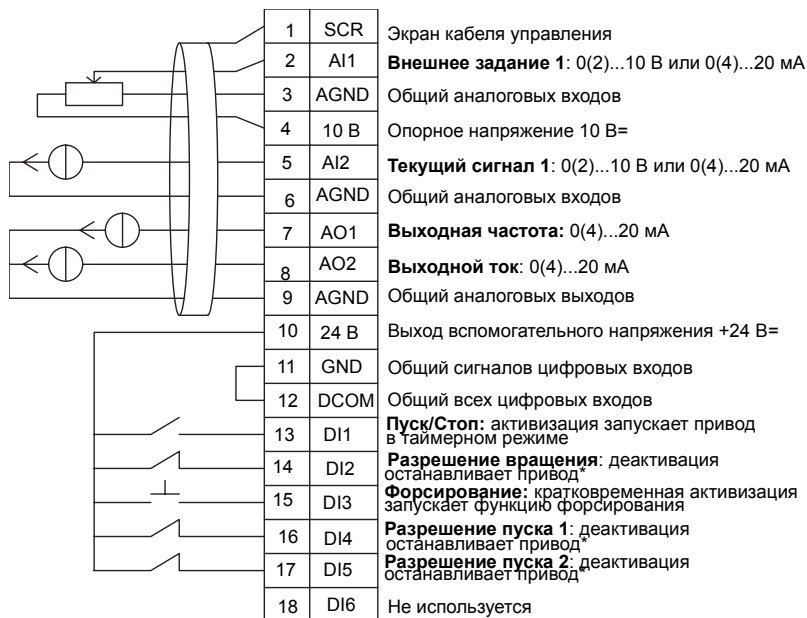 1 SCR Экран кабеля управления
2 AI1 Внешнее задание 1: 0(2)...10 В или 0(4)...20 мА
3 AGND Общий аналоговых входов
4 10 В Опорное напряжение 10 В=
5 AI2 Текущий сигнал 1: 0(2)...10 В или 0(4)...20 мА
6 AGND Общий аналоговых входов
7 AO1 Выходная частота: 0(4)...20 мА
8 AO2 Выходной ток: 0(4)...20 мА
9 AGND Общий аналоговых выходов
10 24 В Выход вспомогательного напряжения +24 В=
11 GND Общий сигналов цифровых входов
12 DCOM Общий всех цифровых входов
13 DI1 Пуск/Стоп: активизация запускает привод
в таймерном режиме
14 DI2 Разрешение вращения: деактивация
останавливает привод*
15 DI3 Форсирование: кратковременная активизация
запускает функцию форсирования
16 DI4 Разрешение пуска 1: деактивация
останавливает привод*
17 DI5 Разрешение пуска 2: деактивация
останавливает привод*
18 DI6 Не используется